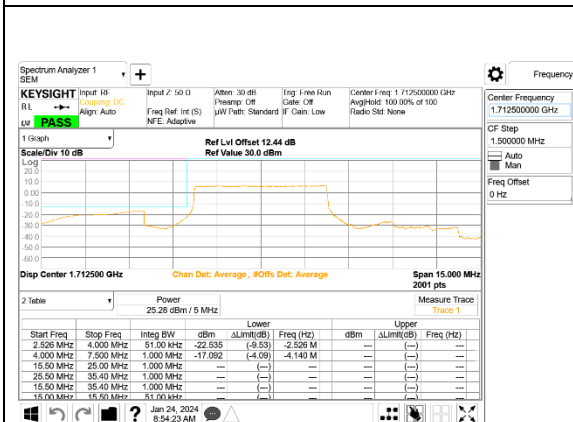 Spectrum Analyzer 1
SEM
+
Frequency
KEYSIGHT Input: RF Input Z: 50 Ω Atten: 30 dB Trig: Free Run Center Freq: 1.712500000 GHz
RL Coupling: DC Preamp: Off Gate: Off Avg|Hold: 100.00% of 100
Align: Auto Freq Ref: Int (S) µW Path: Standard IF Gain: Low Radio Std: None
PASS NFE: Adaptive
Center Frequency
1.712500000 GHz
CF Step
1.500000 MHz
Auto
Man
Freq Offset
0 Hz
1 Graph
Scale/Div 10 dB
Ref Lvl Offset 12.44 dB
Ref Value 30.0 dBm
Log
20.0
10.0
0.00
-10.0
-20.0
-30.0
-40.0
-50.0
-60.0
Disp Center 1.712500 GHz
Chan Det: Average, #Offs Det: Average
Span 15.000 MHz
2001 pts
2 Table
Power
25.28 dBm / 5 MHz
Measure Trace
Trace 1
Lower Upper
Start Freq Stop Freq Integ BW dBm ΔLimit(dB) Freq (Hz) dBm ΔLimit(dB) Freq (Hz)
2.526 MHz 4.000 MHz 51.00 kHz -22.535 (-9.53) -2.526 M --- (---) ---
4.000 MHz 7.500 MHz 1.000 MHz -17.092 (-4.09) -4.140 M --- (---) ---
15.50 MHz 25.00 MHz 1.000 MHz --- (---) --- --- (---) ---
25.50 MHz 35.40 MHz 1.000 MHz --- (---) --- --- (---) ---
15.50 MHz 35.40 MHz 1.000 MHz --- (---) --- --- (---) ---
15.00 MHz 15.50 MHz 51.00 kHz --- (---) --- --- (---) ---
?
Jan 24, 2024
8:54:23 AM